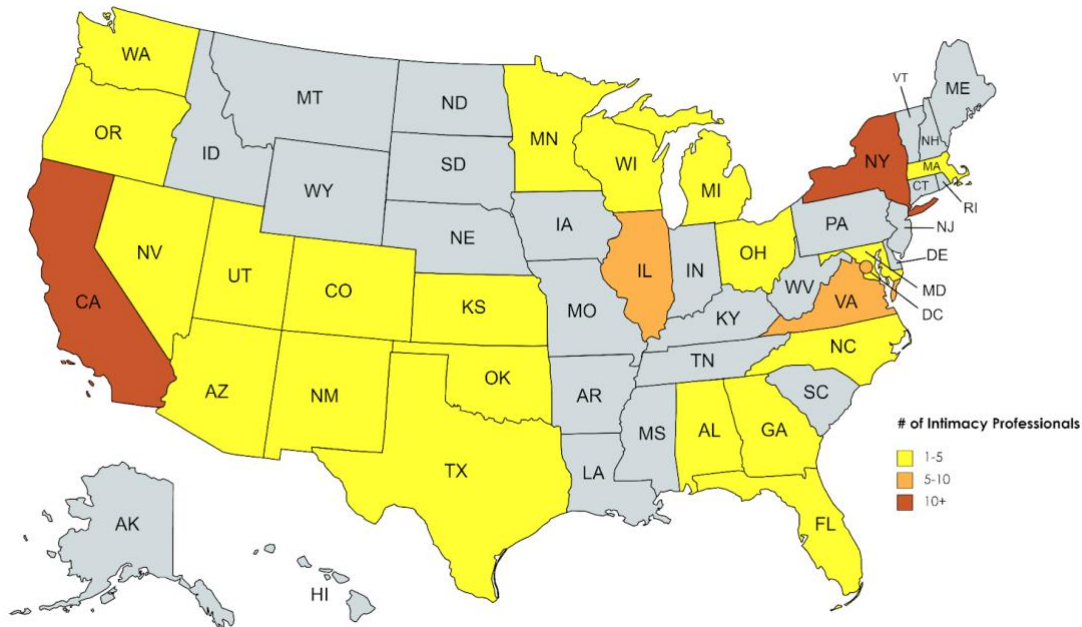 WA
OR
CA
NV
ID
MT
WY
UT
AZ
CO
NM
ND
SD
NE
KS
OK
TX
MN
IA
MO
AR
LA
WI
IL
MI
IN
OH
KY
TN
MS
AL
GA
FL
SC
NC
VA
WV
PA
NY
VT
NH
ME
MA
CT
RI
NJ
DE
MD
DC
AK
HI
# of Intimacy Professionals
1-5
5-10
10+